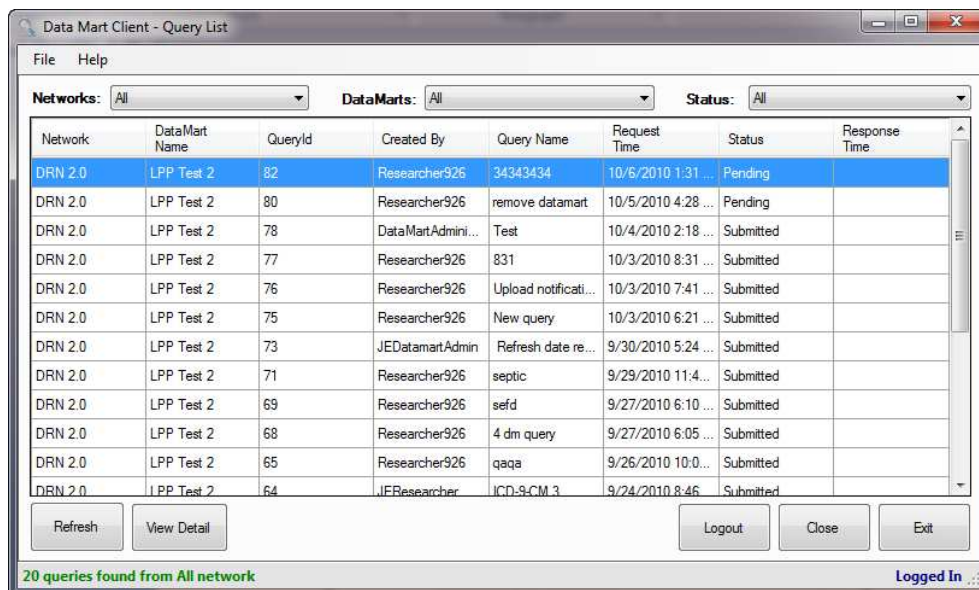 Data Mart Client - Query List
File Help
Networks: All DataMarts: All Status: All
Network DataMart Name QueryId Created By Query Name Request Time Status Response Time
DRN 2.0 LPP Test 2 82 Researcher926 34343434 10/6/2010 1:31 ... Pending
DRN 2.0 LPP Test 2 80 Researcher926 remove datamart 10/5/2010 4:28 ... Pending
DRN 2.0 LPP Test 2 78 DataMartAdmini... Test 10/4/2010 2:18 ... Submitted
DRN 2.0 LPP Test 2 77 Researcher926 831 10/3/2010 8:31 ... Submitted
DRN 2.0 LPP Test 2 76 Researcher926 Upload notificati... 10/3/2010 7:41 ... Submitted
DRN 2.0 LPP Test 2 75 Researcher926 New query 10/3/2010 6:21 ... Submitted
DRN 2.0 LPP Test 2 73 JEDatamartAdmin Refresh date re... 9/30/2010 5:24 ... Submitted
DRN 2.0 LPP Test 2 71 Researcher926 septic 9/29/2010 11:4... Submitted
DRN 2.0 LPP Test 2 69 Researcher926 sefd 9/27/2010 6:10 ... Submitted
DRN 2.0 LPP Test 2 68 Researcher926 4 dm query 9/27/2010 6:05 ... Submitted
DRN 2.0 LPP Test 2 65 Researcher926 qaqa 9/26/2010 10:0... Submitted
DRN 2.0 LPP Test 2 64 JEResearcher ICD-9-CM 3 9/24/2010 8:46 Submitted
Refresh View Detail Logout Close Exit
20 queries found from All network Logged In